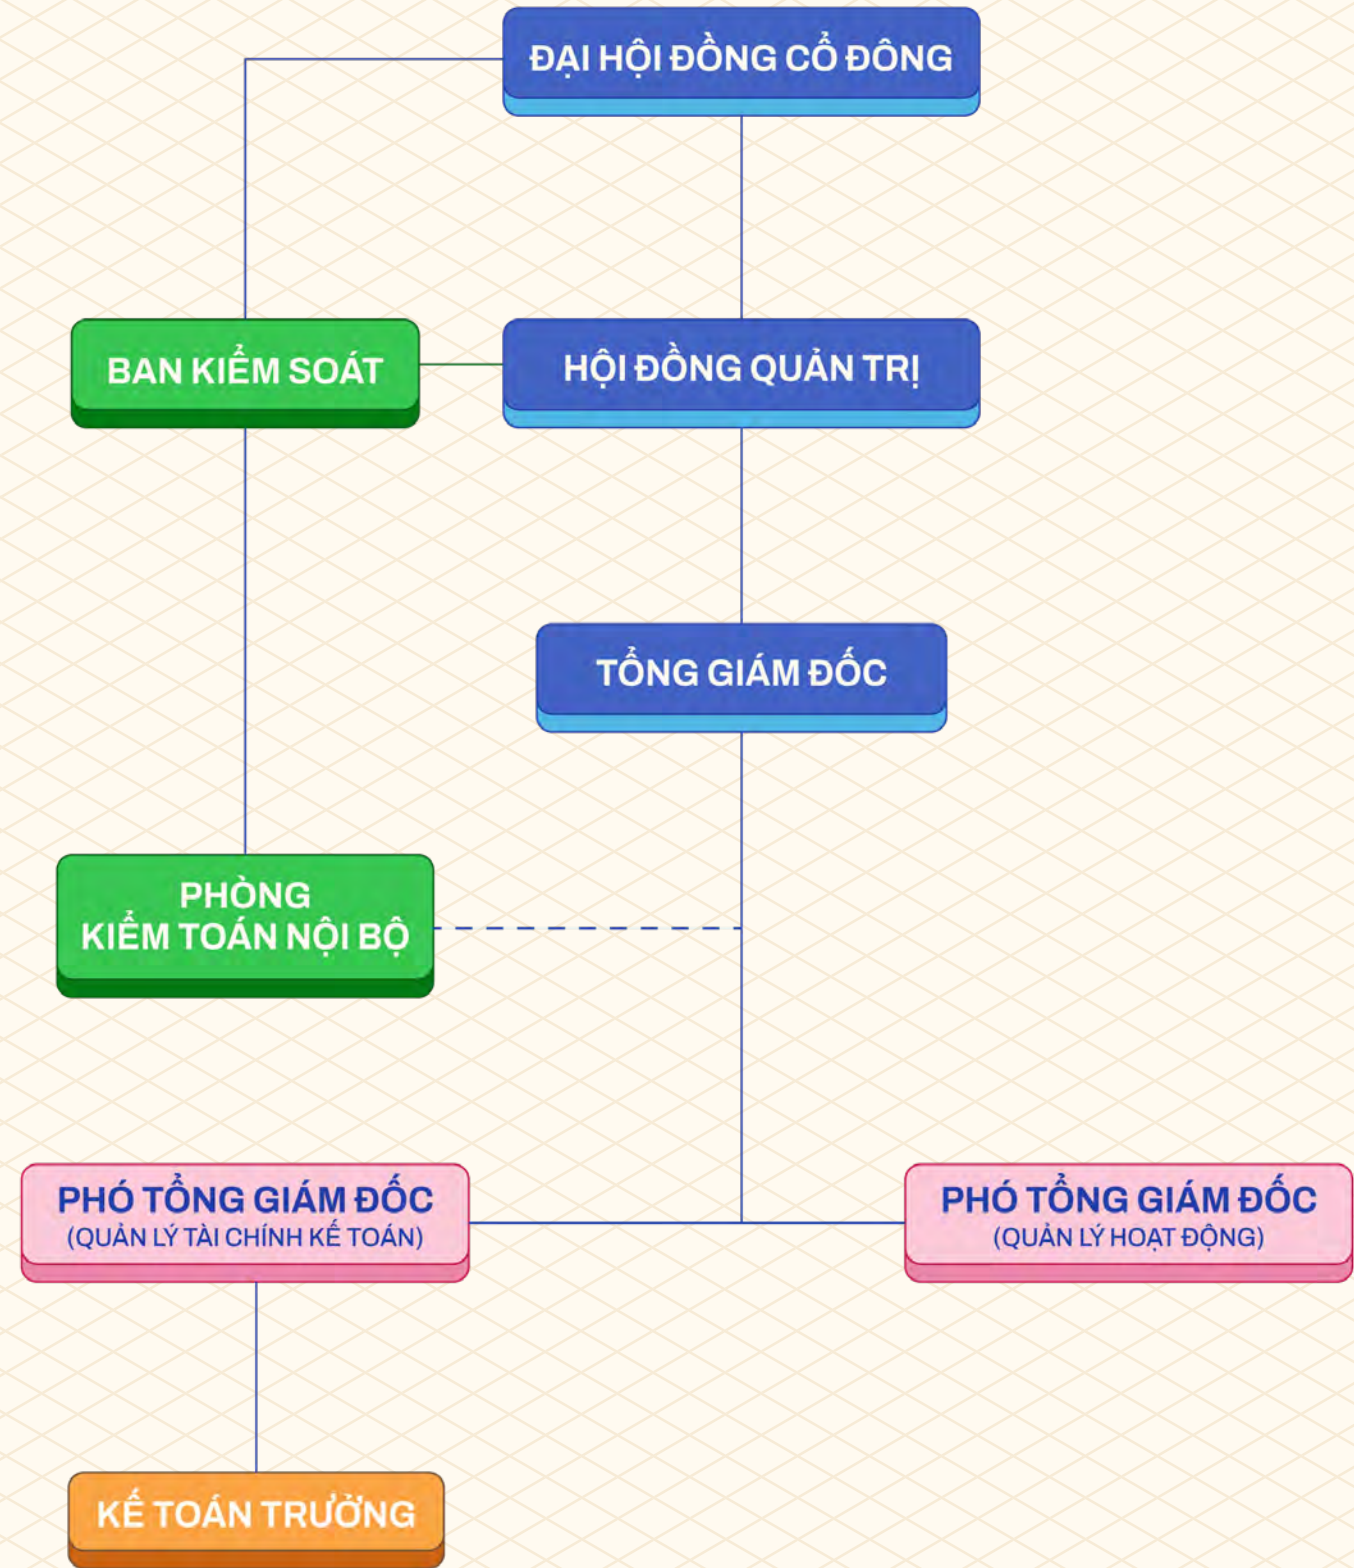 ĐẠI HỘI ĐỒNG CỔ ĐÔNG
BAN KIỂM SOÁT
HỘI ĐỒNG QUẢN TRỊ
TỔNG GIÁM ĐỐC
PHÒNG
KIỂM TOÁN NỘI BỘ
PHÓ TỔNG GIÁM ĐỐC
(QUẢN LÝ TÀI CHÍNH KẾ TOÁN)
PHÓ TỔNG GIÁM ĐỐC
(QUẢN LÝ HOẠT ĐỘNG)
KẾ TOÁN TRƯỞNG